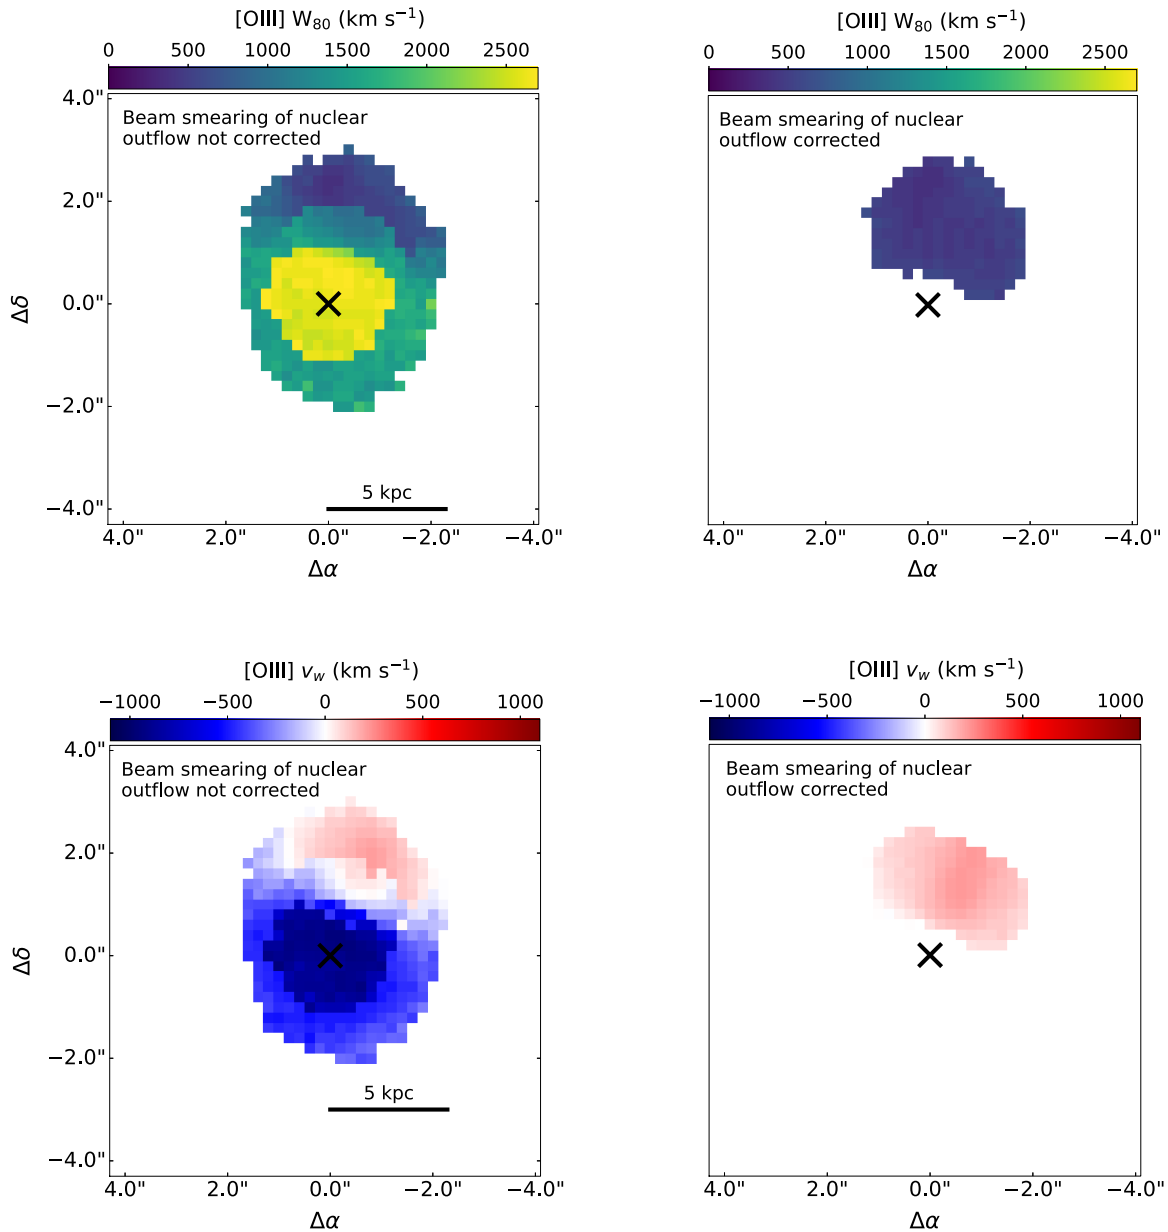 [OIII] W₈₀ (km s⁻¹)
0 500 1000 1500 2000 2500
4.0"
2.0"
0.0"
−2.0"
−4.0"
Δδ
Beam smearing of nuclear
outflow not corrected
5 kpc
4.0" 2.0" 0.0" −2.0" −4.0"
Δα
[OIII] W₈₀ (km s⁻¹)
0 500 1000 1500 2000 2500
Beam smearing of nuclear
outflow corrected
4.0" 2.0" 0.0" −2.0" −4.0"
Δα
[OIII] v_w (km s⁻¹)
−1000 −500 0 500 1000
4.0"
2.0"
0.0"
−2.0"
−4.0"
Δδ
Beam smearing of nuclear
outflow not corrected
5 kpc
4.0" 2.0" 0.0" −2.0" −4.0"
Δα
[OIII] v_w (km s⁻¹)
−1000 −500 0 500 1000
Beam smearing of nuclear
outflow corrected
4.0" 2.0" 0.0" −2.0" −4.0"
Δα